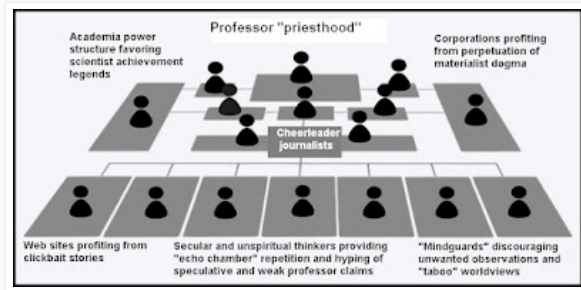 Professor "priesthood"
Academia power
structure favoring
scientist achievement
legends
Corporations profiting
from perpetuation of
materialist dogma
Cheerleader
journalists
Web sites profiting from
clickbait stories
Secular and unspiritual thinkers providing
"echo chamber" repetition and hyping of
speculative and weak professor claims
"Mindguards" discouraging
unwanted observations and
"taboo" worldviews